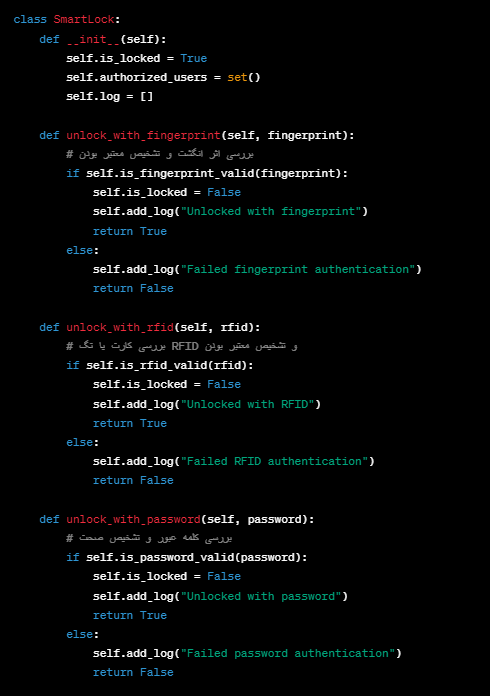 class SmartLock:
    def __init__(self):
        self.is_locked = True
        self.authorized_users = set()
        self.log = []

    def unlock_with_fingerprint(self, fingerprint):
        # بررسی اثر انگشت و تشخیص معتبر بودن
        if self.is_fingerprint_valid(fingerprint):
            self.is_locked = False
            self.add_log("Unlocked with fingerprint")
            return True
        else:
            self.add_log("Failed fingerprint authentication")
            return False

    def unlock_with_rfid(self, rfid):
        # بررسی کارت یا تگ RFID و تشخیص معتبر بودن
        if self.is_rfid_valid(rfid):
            self.is_locked = False
            self.add_log("Unlocked with RFID")
            return True
        else:
            self.add_log("Failed RFID authentication")
            return False

    def unlock_with_password(self, password):
        # بررسی کلمه عبور و تشخیص صحت
        if self.is_password_valid(password):
            self.is_locked = False
            self.add_log("Unlocked with password")
            return True
        else:
            self.add_log("Failed password authentication")
            return False